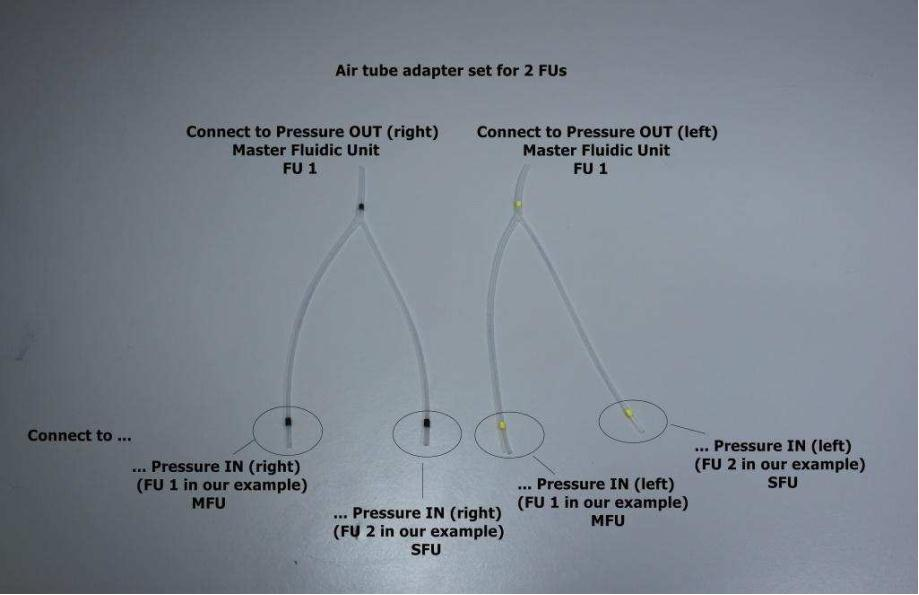 Air tube adapter set for 2 FUs
Connect to Pressure OUT (right)
Master Fluidic Unit
FU 1
Connect to Pressure OUT (left)
Master Fluidic Unit
FU 1
Connect to ...
... Pressure IN (right)
(FU 1 in our example)
MFU
... Pressure IN (right)
(FU 2 in our example)
SFU
... Pressure IN (left)
(FU 1 in our example)
MFU
... Pressure IN (left)
(FU 2 in our example)
SFU